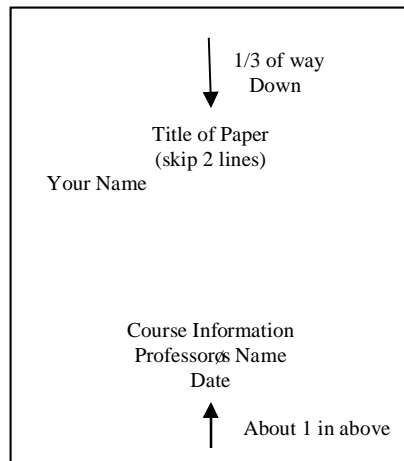 1/3 of way
Down
Title of Paper
(skip 2 lines)
Your Name
Course Information
Professorøs Name
Date
About 1 in above